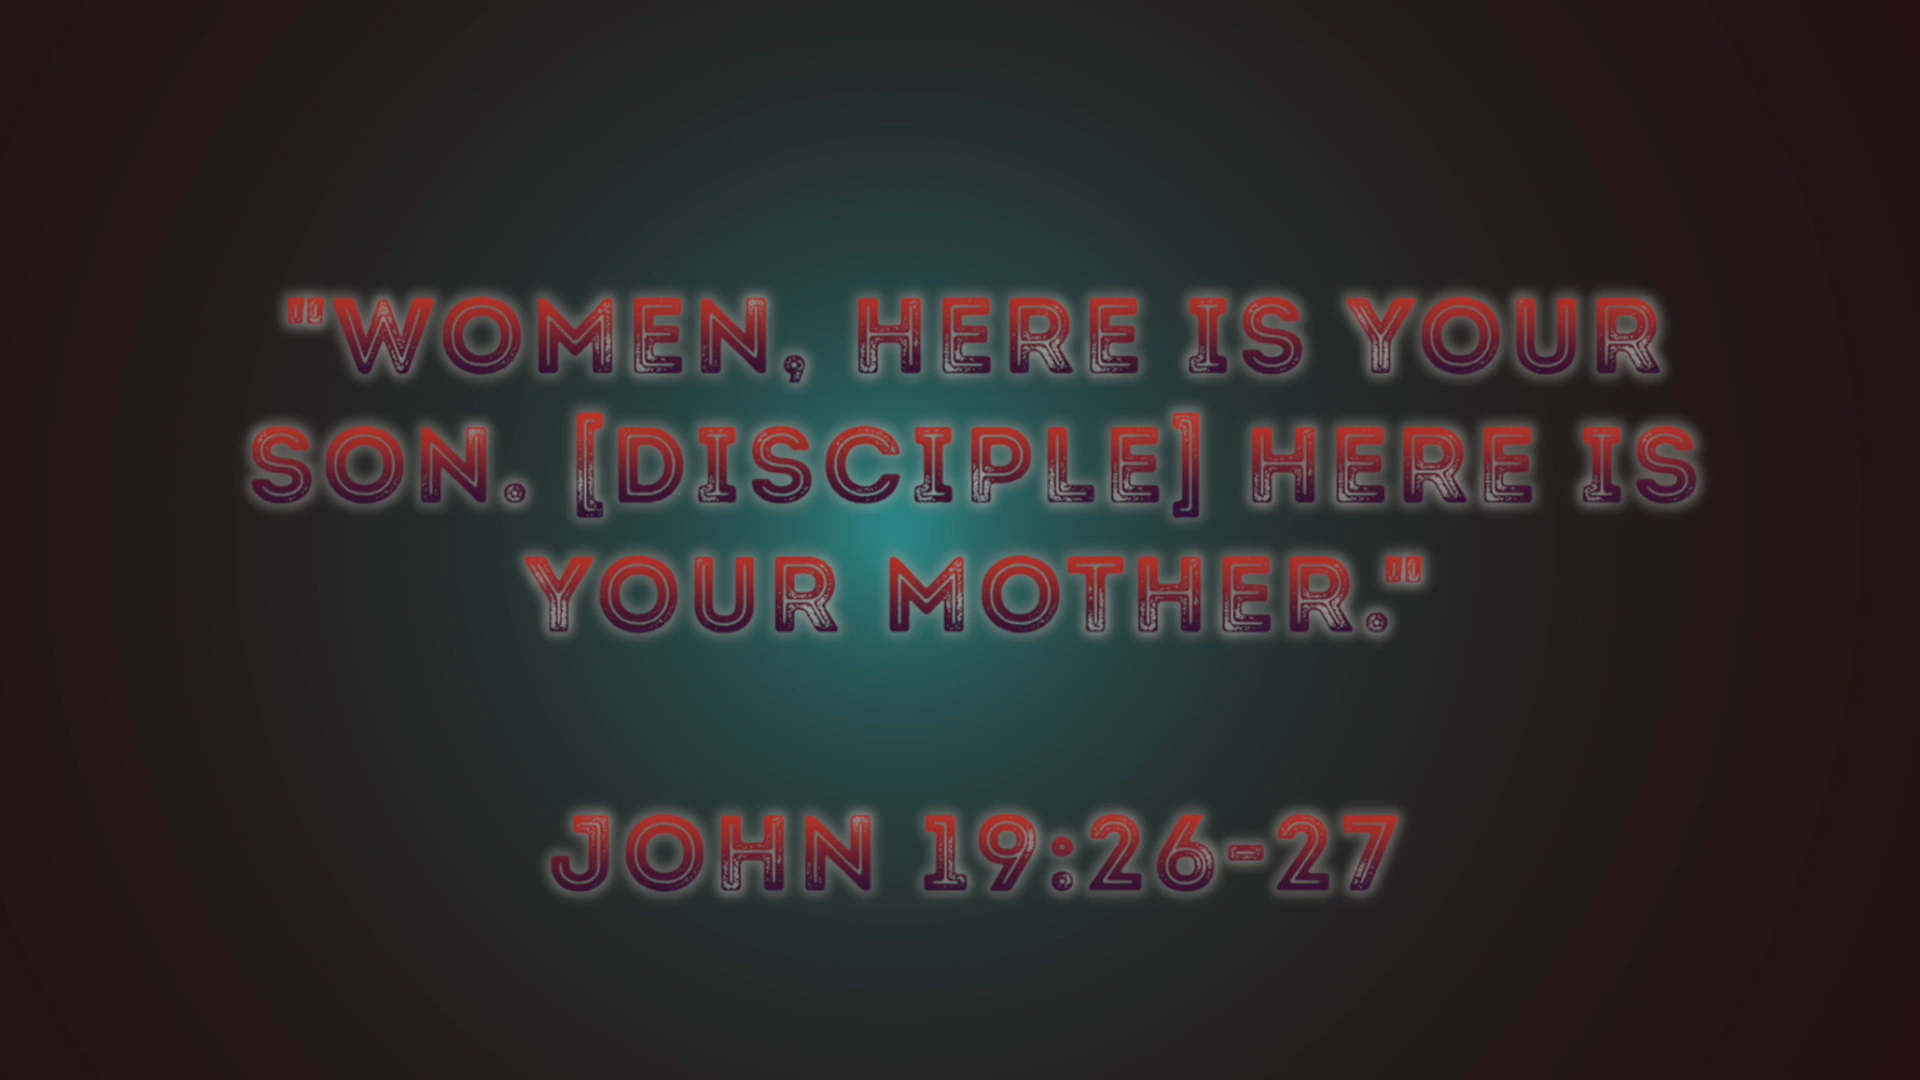 "WOMEN, HERE IS YOUR
SON. [DISCIPLE] HERE IS
YOUR MOTHER."
JOHN 19:26-27